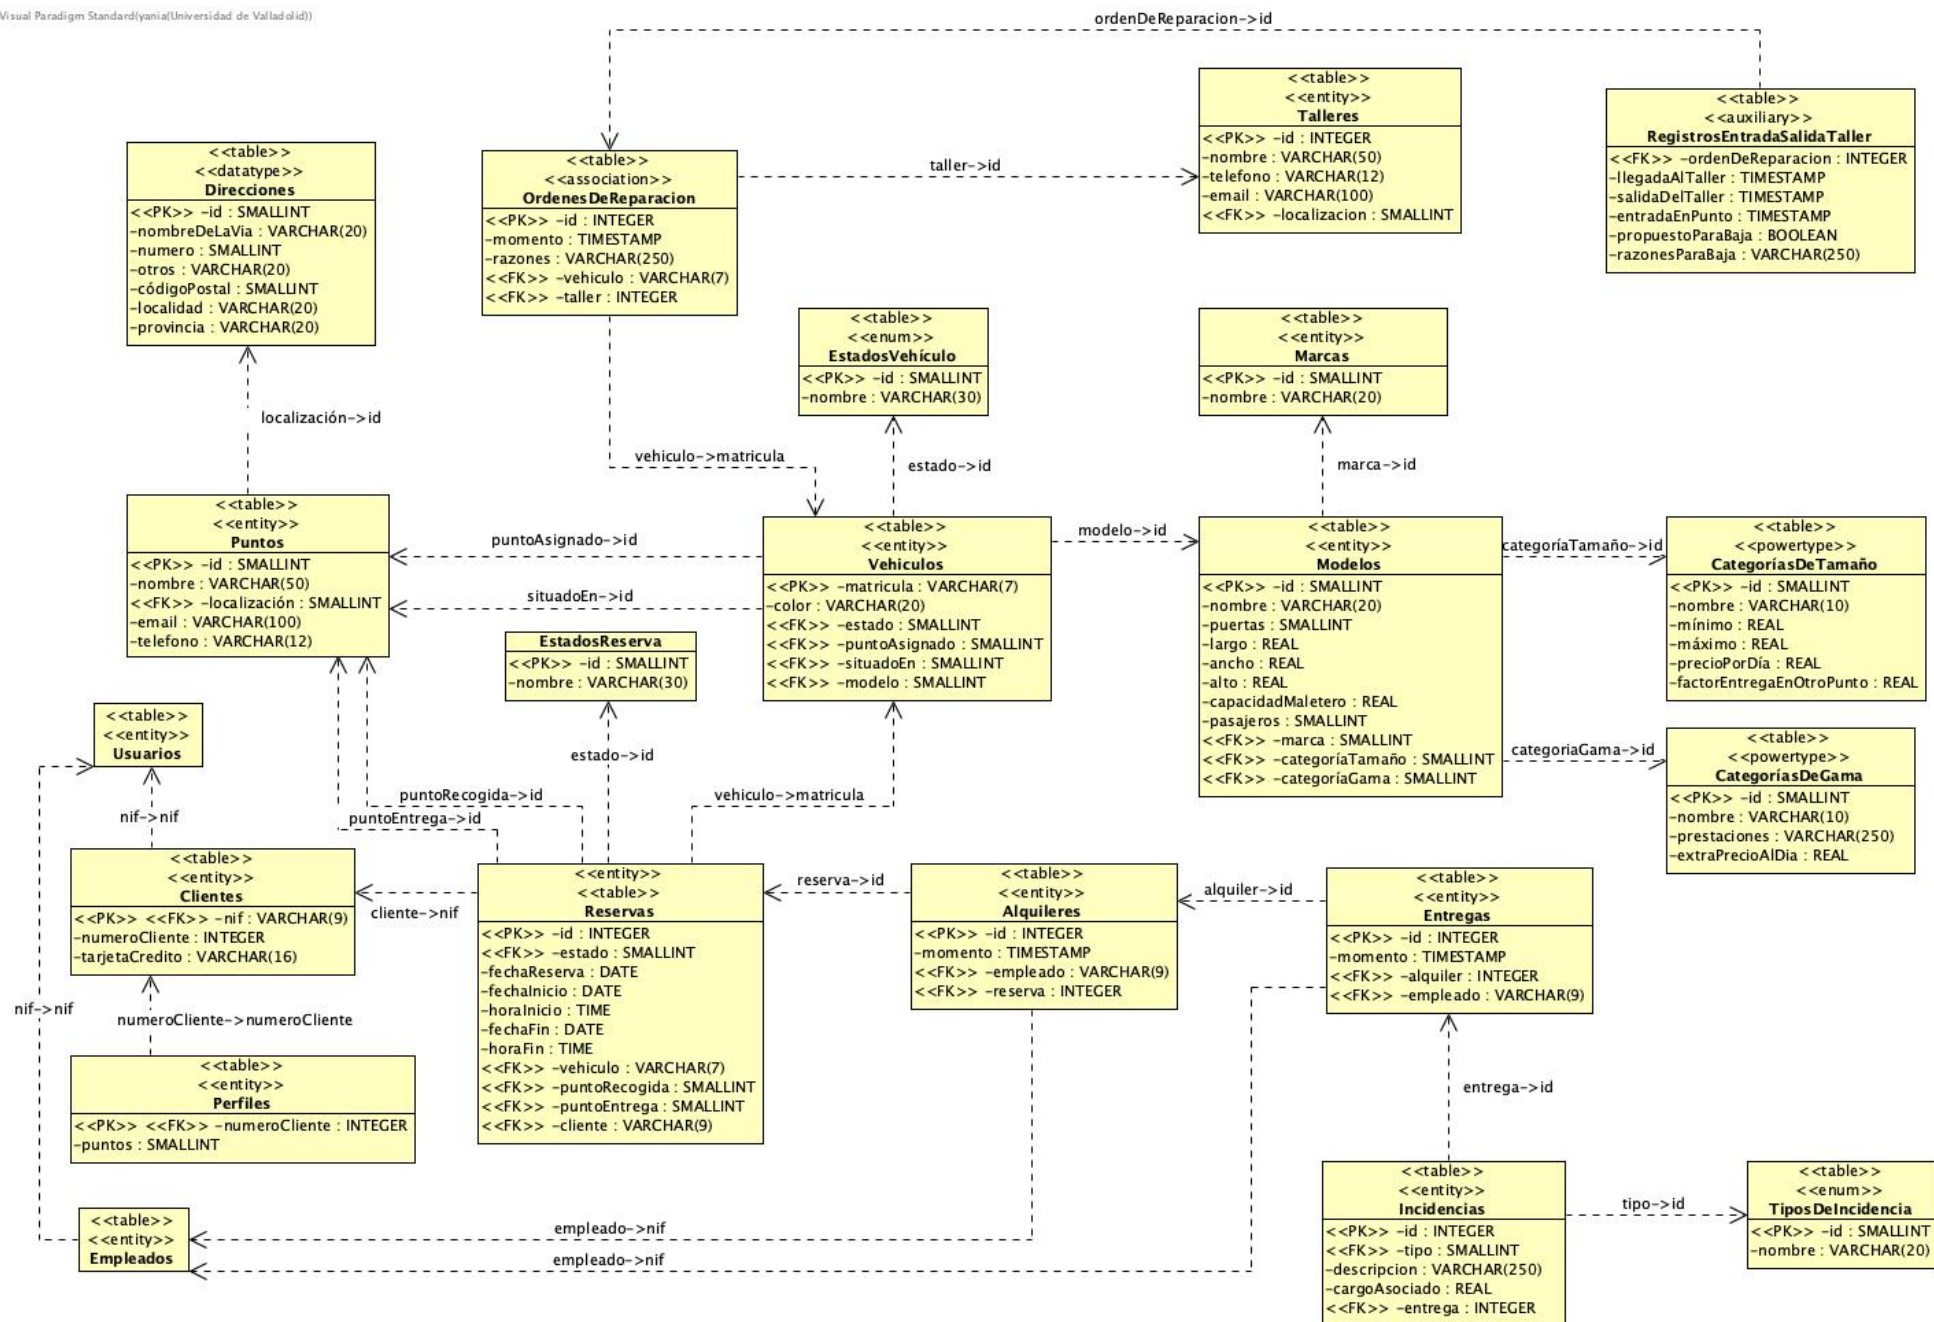 Visual Paradigm Standard(yania(Universidad de Valladolid))
ordenDeReparacion->id
<<table>>
<<entity>>
Talleres
<<PK>> -id : INTEGER
-nombre : VARCHAR(50)
-telefono : VARCHAR(12)
-email : VARCHAR(100)
<<FK>> -localizacion : SMALLINT
<<table>>
<<auxiliary>>
RegistrosEntradaSalidaTaller
<<FK>> -ordenDeReparacion : INTEGER
-llegadaAlTaller : TIMESTAMP
-salidaDelTaller : TIMESTAMP
-entradaEnPunto : TIMESTAMP
-propuestoParaBaja : BOOLEAN
-razonesParaBaja : VARCHAR(250)
<<table>>
<<datatype>>
Direcciones
<<PK>> -id : SMALLINT
-nombreDeLaVia : VARCHAR(20)
-numero : SMALLINT
-otros : VARCHAR(20)
-códigoPostal : SMALLINT
-localidad : VARCHAR(20)
-provincia : VARCHAR(20)
<<table>>
<<association>>
OrdenesDeReparacion
<<PK>> -id : INTEGER
-momento : TIMESTAMP
-razones : VARCHAR(250)
<<FK>> -vehiculo : VARCHAR(7)
<<FK>> -taller : INTEGER
taller->id
<<table>>
<<enum>>
EstadosVehículo
<<PK>> -id : SMALLINT
-nombre : VARCHAR(30)
<<table>>
<<entity>>
Marcas
<<PK>> -id : SMALLINT
-nombre : VARCHAR(20)
localización->id
vehiculo->matricula
estado->id
marca->id
<<table>>
<<entity>>
Puntos
<<PK>> -id : SMALLINT
-nombre : VARCHAR(50)
<<FK>> -localización : SMALLINT
-email : VARCHAR(100)
-telefono : VARCHAR(12)
puntoAsignado->id
situadoEn->id
<<table>>
<<entity>>
Vehiculos
<<PK>> -matricula : VARCHAR(7)
-color : VARCHAR(20)
<<FK>> -estado : SMALLINT
<<FK>> -puntoAsignado : SMALLINT
<<FK>> -situadoEn : SMALLINT
<<FK>> -modelo : SMALLINT
modelo->id
<<table>>
<<entity>>
Modelos
<<PK>> -id : SMALLINT
-nombre : VARCHAR(20)
-puertas : SMALLINT
-largo : REAL
-ancho : REAL
-alto : REAL
-capacidadMaletero : REAL
-pasajeros : SMALLINT
<<FK>> -marca : SMALLINT
<<FK>> -categoríaTamaño : SMALLINT
<<FK>> -categoríaGama : SMALLINT
categoríaTamaño->id
<<table>>
<<powertype>>
CategoríasDeTamaño
<<PK>> -id : SMALLINT
-nombre : VARCHAR(10)
-mínimo : REAL
-máximo : REAL
-precioPorDía : REAL
-factorEntregaEnOtroPunto : REAL
categoriaGama->id
<<table>>
<<powertype>>
CategoríasDeGama
<<PK>> -id : SMALLINT
-nombre : VARCHAR(10)
-prestaciones : VARCHAR(250)
-extraPrecioAlDia : REAL
EstadosReserva
<<PK>> -id : SMALLINT
-nombre : VARCHAR(30)
<<table>>
<<entity>>
Usuarios
estado->id
puntoRecogida->id
vehiculo->matricula
puntoEntrega->id
nif->nif
<<table>>
<<entity>>
Clientes
<<PK>> <<FK>> -nif : VARCHAR(9)
-numeroCliente : INTEGER
-tarjetaCredito : VARCHAR(16)
cliente->nif
<<entity>>
<<table>>
Reservas
<<PK>> -id : INTEGER
<<FK>> -estado : SMALLINT
-fechaReserva : DATE
-fechaInicio : DATE
-horaInicio : TIME
-fechaFin : DATE
-horaFin : TIME
<<FK>> -vehiculo : VARCHAR(7)
<<FK>> -puntoRecogida : SMALLINT
<<FK>> -puntoEntrega : SMALLINT
<<FK>> -cliente : VARCHAR(9)
reserva->id
<<table>>
<<entity>>
Alquileres
<<PK>> -id : INTEGER
-momento : TIMESTAMP
<<FK>> -empleado : VARCHAR(9)
<<FK>> -reserva : INTEGER
alquiler->id
<<table>>
<<entity>>
Entregas
<<PK>> -id : INTEGER
-momento : TIMESTAMP
<<FK>> -alquiler : INTEGER
<<FK>> -empleado : VARCHAR(9)
nif->nif
numeroCliente->numeroCliente
<<table>>
<<entity>>
Perfiles
<<PK>> <<FK>> -numeroCliente : INTEGER
-puntos : SMALLINT
entrega->id
<<table>>
<<entity>>
Empleados
empleado->nif
empleado->nif
<<table>>
<<entity>>
Incidencias
<<PK>> -id : INTEGER
<<FK>> -tipo : SMALLINT
-descripcion : VARCHAR(250)
-cargoAsociado : REAL
<<FK>> -entrega : INTEGER
tipo->id
<<table>>
<<enum>>
TiposDeIncidencia
<<PK>> -id : SMALLINT
-nombre : VARCHAR(20)